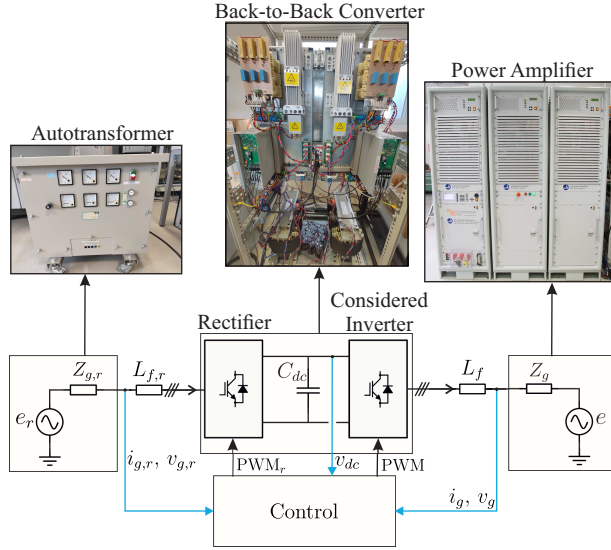 Back-to-Back Converter
Power Amplifier
Autotransformer
Rectifier
Considered
Inverter
Z_{g,r}
L_{f,r}
C_{dc}
L_f
Z_g
e_r
e
i_{g,r}, v_{g,r}
PWM_r
v_{dc}
PWM
i_g, v_g
Control